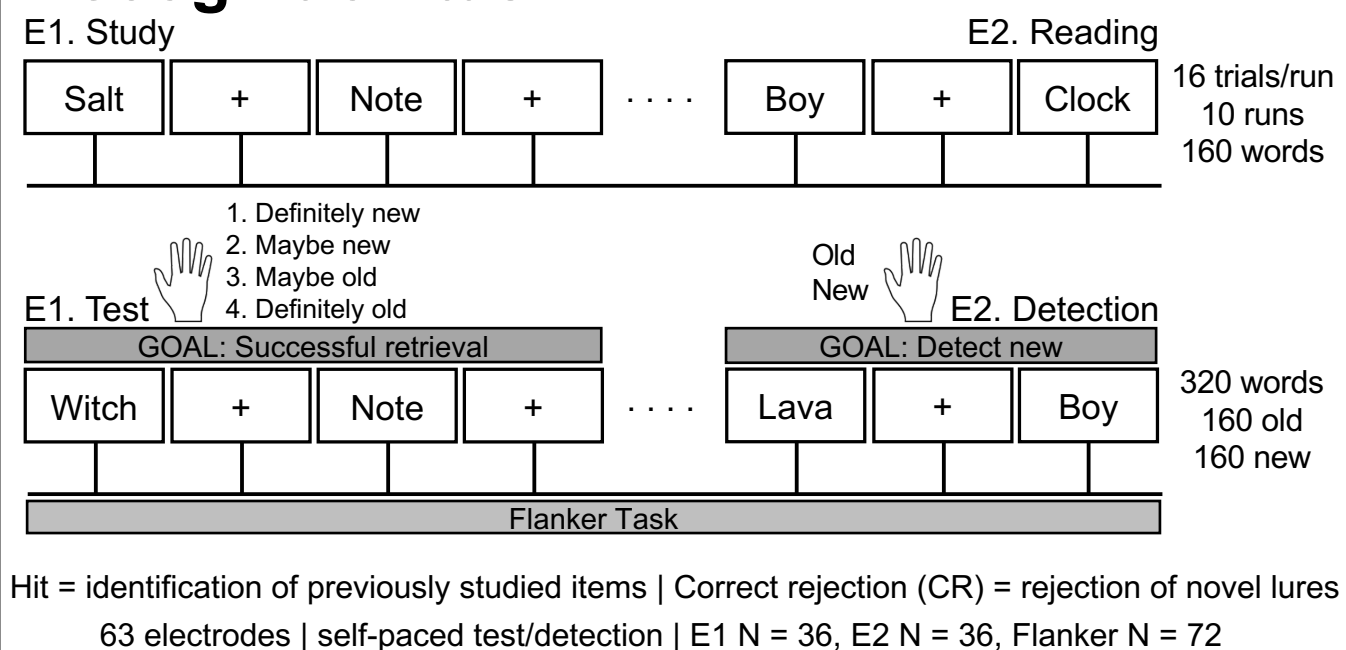 E1. Study
E2. Reading
Salt
+
Note
+
. . . .
Boy
+
Clock
16 trials/run
10 runs
160 words
1. Definitely new
2. Maybe new
3. Maybe old
4. Definitely old
Old
New
E1. Test
E2. Detection
GOAL: Successful retrieval
GOAL: Detect new
Witch
+
Note
+
. . . .
Lava
+
Boy
320 words
160 old
160 new
Flanker Task
Hit = identification of previously studied items | Correct rejection (CR) = rejection of novel lures
63 electrodes | self-paced test/detection | E1 N = 36, E2 N = 36, Flanker N = 72